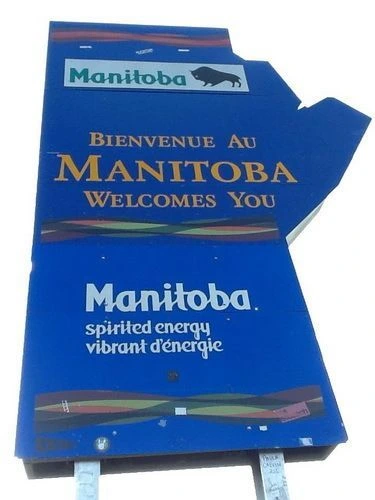 Manitoba
BIENVENUE AU
MANITOBA
WELCOMES YOU
Manitoba
spirited energy
vibrant d'énergie